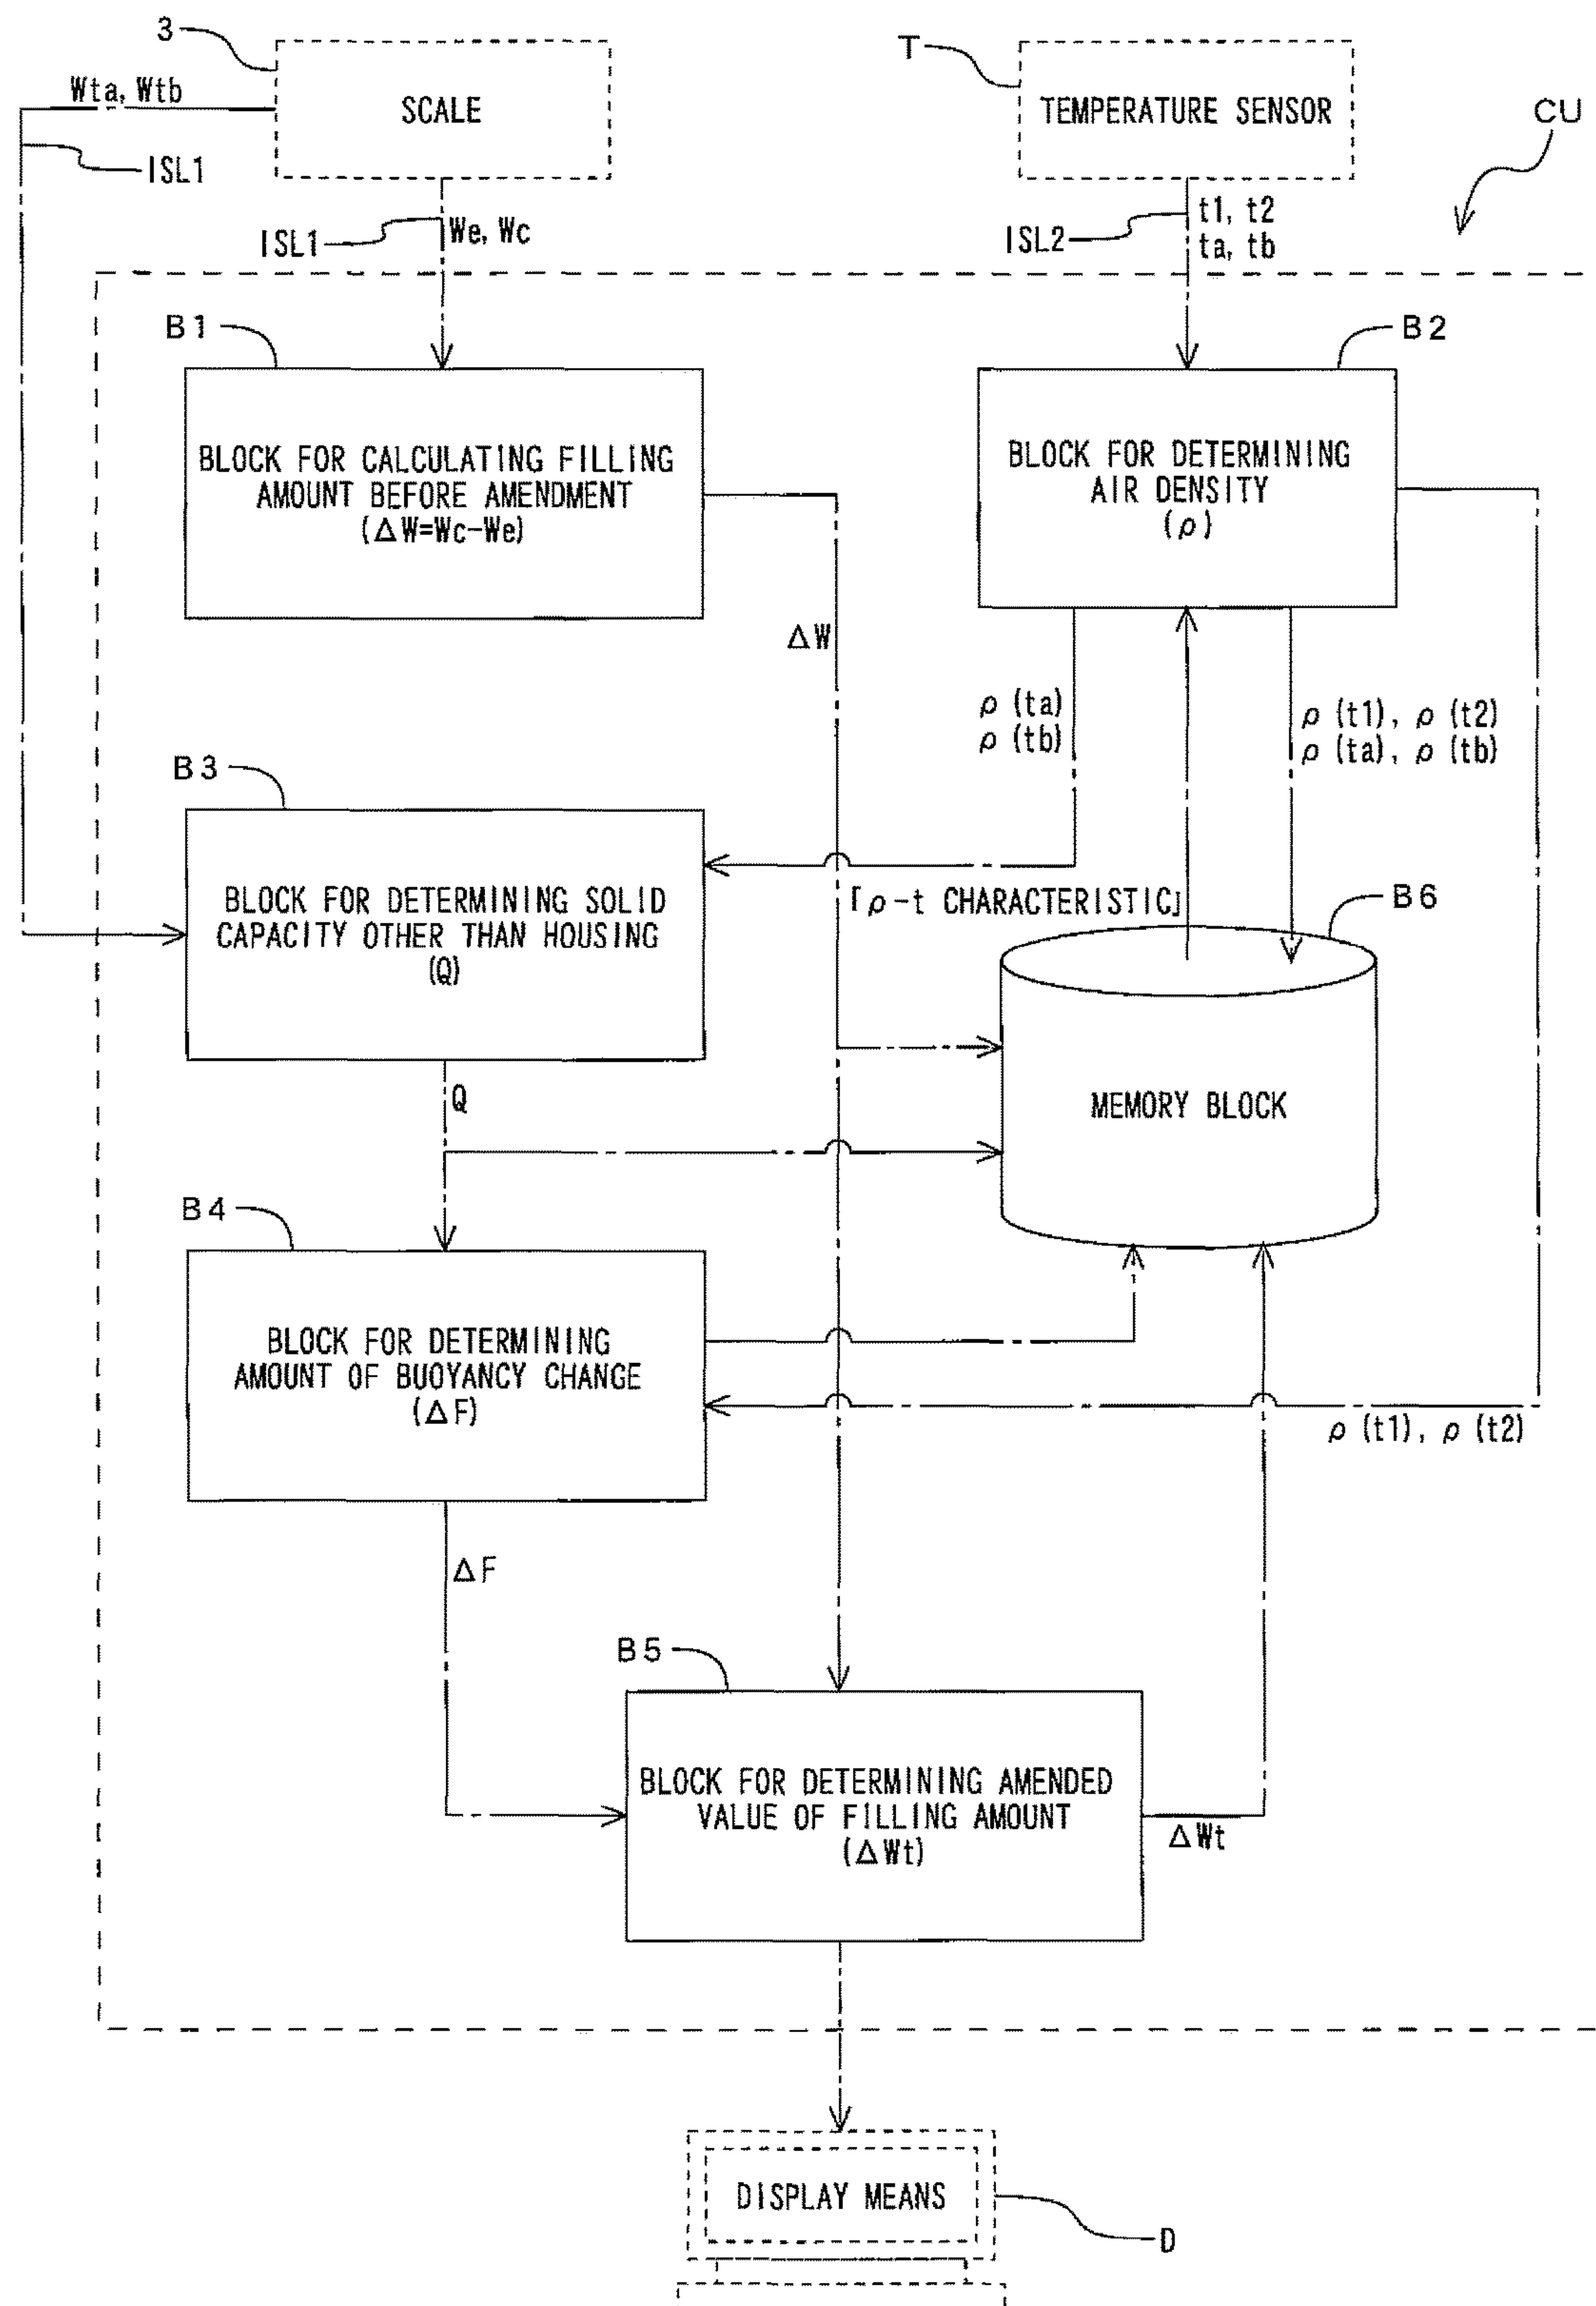 3
SCALE
Wta, Wtb
ISL1
T
TEMPERATURE SENSOR
CU
ISL1
We, Wc
ISL2
t1, t2
ta, tb
B1
BLOCK FOR CALCULATING FILLING
AMOUNT BEFORE AMENDMENT
(ΔW=Wc-We)
B2
BLOCK FOR DETERMINING
AIR DENSITY
(ρ)
ΔW
ρ (ta)
ρ (tb)
ρ (t1), ρ (t2)
ρ (ta), ρ (tb)
B3
BLOCK FOR DETERMINING SOLID
CAPACITY OTHER THAN HOUSING
(Q)
「ρ-t CHARACTERISTIC」
B6
MEMORY BLOCK
Q
B4
BLOCK FOR DETERMINING
AMOUNT OF BUOYANCY CHANGE
(ΔF)
ρ (t1), ρ (t2)
ΔF
B5
BLOCK FOR DETERMINING AMENDED
VALUE OF FILLING AMOUNT
(ΔWt)
ΔWt
DISPLAY MEANS
D